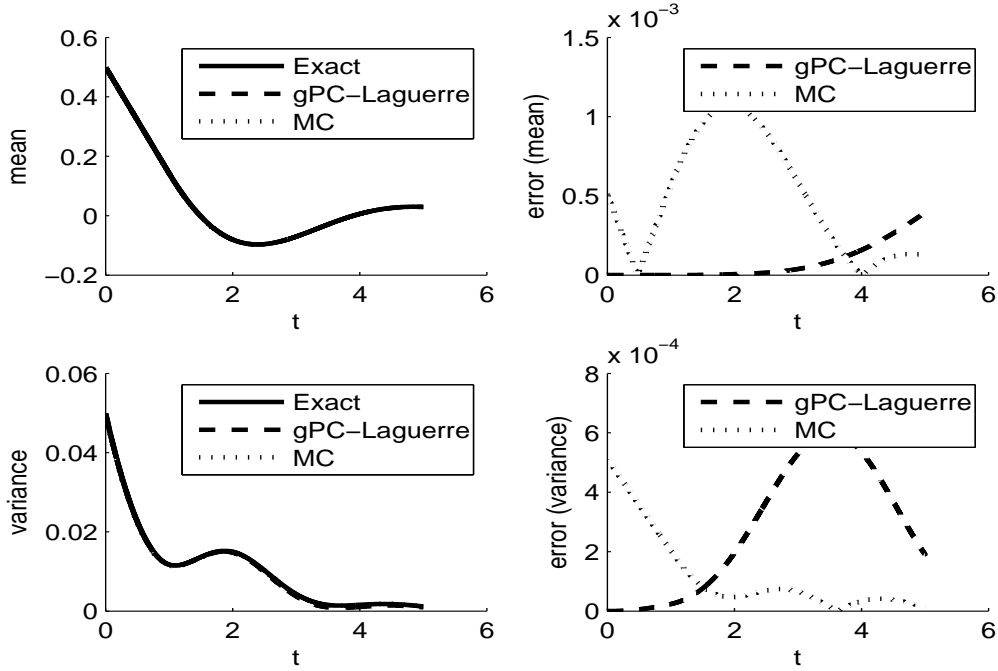 0.6
0.4
0.2
0
−0.2
mean
Exact
gPC−Laguerre
MC
0
2
4
6
t
x 10−3
1.5
1
0.5
0
error (mean)
gPC−Laguerre
MC
0
2
4
6
t
0.06
0.04
0.02
0
variance
Exact
gPC−Laguerre
MC
0
2
4
6
t
x 10−4
8
6
4
2
0
error (variance)
gPC−Laguerre
MC
0
2
4
6
t